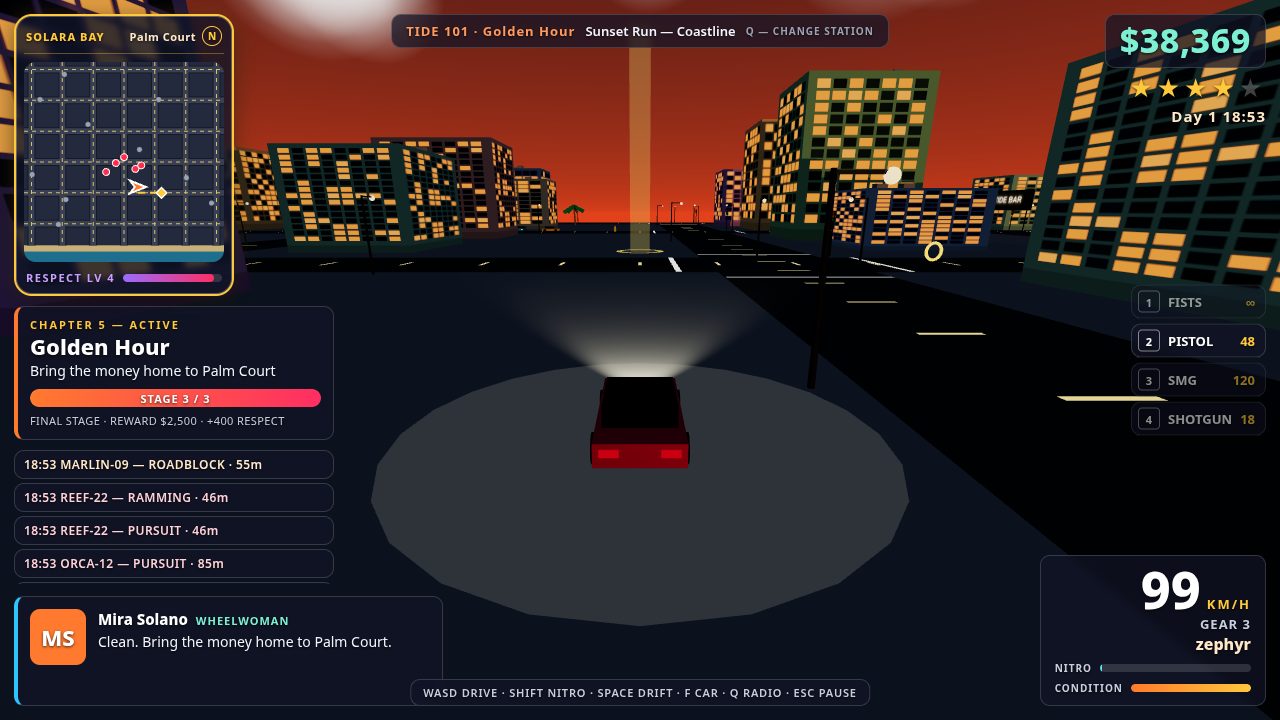 SOLARA BAY Palm Court N
RESPECT LV 4
TIDE 101 · Golden Hour Sunset Run — Coastline Q — CHANGE STATION
$38,369
Day 1 18:53
CHAPTER 5 — ACTIVE
Golden Hour
Bring the money home to Palm Court
STAGE 3 / 3
FINAL STAGE · REWARD $2,500 · +400 RESPECT
18:53 MARLIN-09 — ROADBLOCK · 55m
18:53 REEF-22 — RAMMING · 46m
18:53 REEF-22 — PURSUIT · 46m
18:53 ORCA-12 — PURSUIT · 85m
MS
Mira Solano WHEELWOMAN
Clean. Bring the money home to Palm Court.
WASD DRIVE · SHIFT NITRO · SPACE DRIFT · F CAR · Q RADIO · ESC PAUSE
1 FISTS ∞
2 PISTOL 48
3 SMG 120
4 SHOTGUN 18
99 KM/H
GEAR 3
zephyr
NITRO
CONDITION